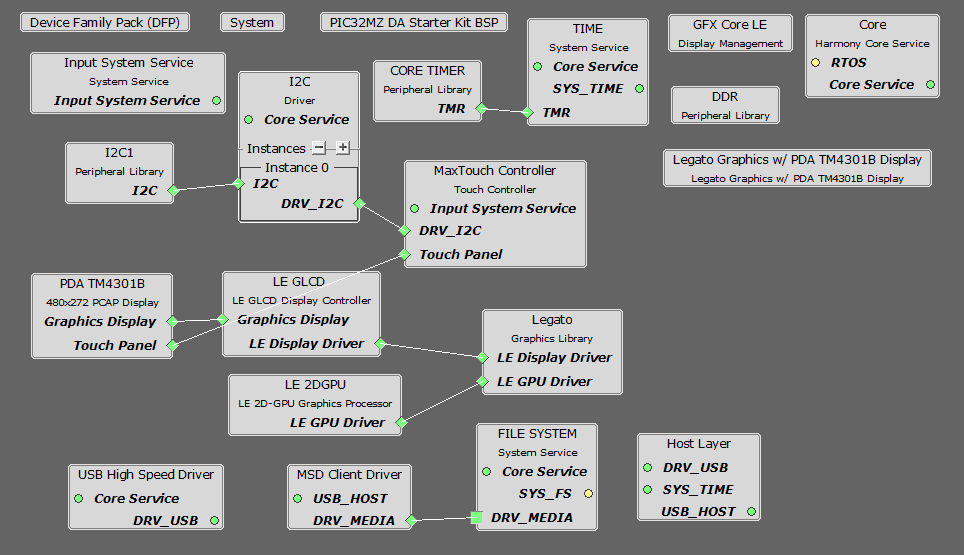 Device Family Pack (DFP)
System
PIC32MZ DA Starter Kit BSP
TIME
System Service
Core Service
SYS_TIME
TMR
GFX Core LE
Display Management
Core
Harmony Core Service
RTOS
Core Service
Input System Service
System Service
Input System Service
I2C
Driver
Core Service
Instances
Instance 0
I2C
DRV_I2C
CORE TIMER
Peripheral Library
TMR
DDR
Peripheral Library
I2C1
Peripheral Library
I2C
MaxTouch Controller
Touch Controller
Input System Service
DRV_I2C
Touch Panel
Legato Graphics w/ PDA TM4301B Display
Legato Graphics w/ PDA TM4301B Display
PDA TM4301B
480x272 PCAP Display
Graphics Display
Touch Panel
LE GLCD
LE GLCD Display Controller
Graphics Display
LE Display Driver
Legato
Graphics Library
LE Display Driver
LE GPU Driver
LE 2DGPU
LE 2D-GPU Graphics Processor
LE GPU Driver
USB High Speed Driver
Core Service
DRV_USB
MSD Client Driver
USB_HOST
DRV_MEDIA
FILE SYSTEM
System Service
Core Service
SYS_FS
DRV_MEDIA
Host Layer
DRV_USB
SYS_TIME
USB_HOST